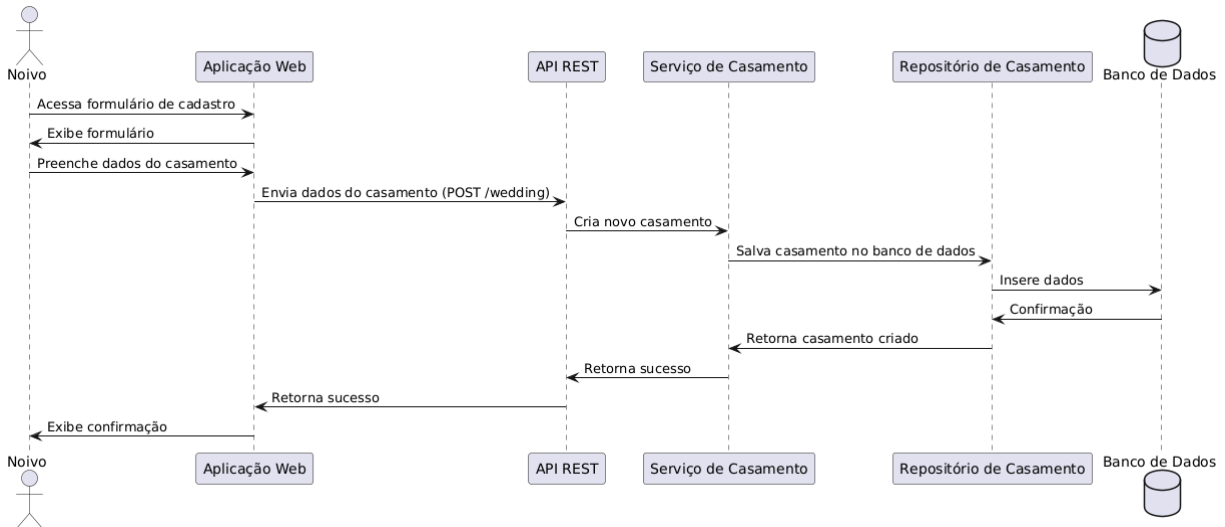 Noivo
Aplicação Web
API REST
Serviço de Casamento
Repositório de Casamento
Banco de Dados
Acessa formulário de cadastro
Exibe formulário
Preenche dados do casamento
Envia dados do casamento (POST /wedding)
Cria novo casamento
Salva casamento no banco de dados
Insere dados
Confirmação
Retorna casamento criado
Retorna sucesso
Retorna sucesso
Exibe confirmação
Noivo
Aplicação Web
API REST
Serviço de Casamento
Repositório de Casamento
Banco de Dados